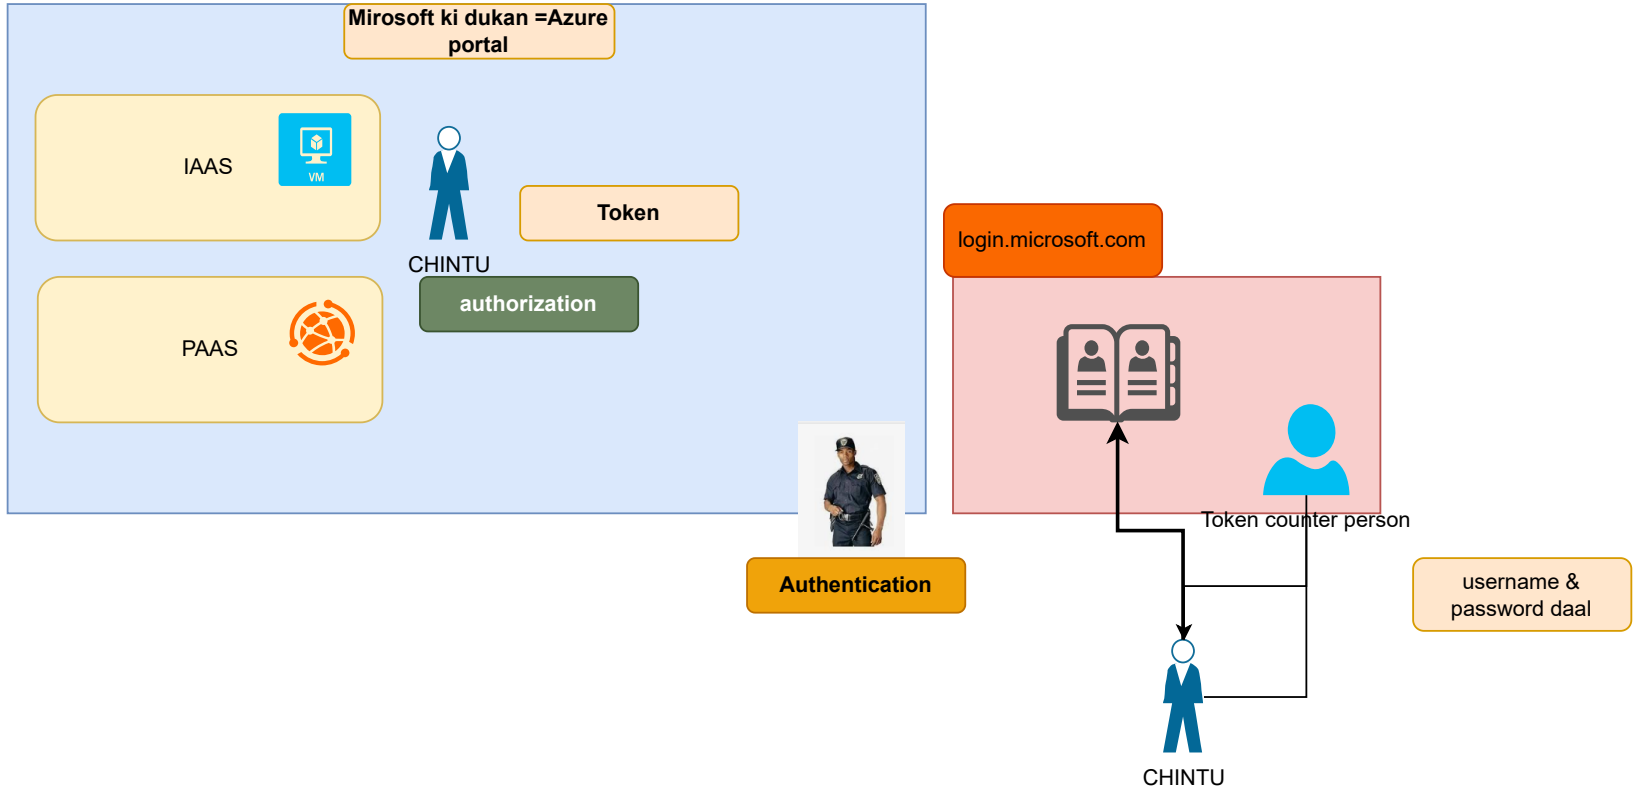 Mirosoft ki dukan =Azure
portal
IAAS
VM
Token
CHINTU
authorization
PAAS
login.microsoft.com
Token counter person
Authentication
username &
password daal
CHINTU